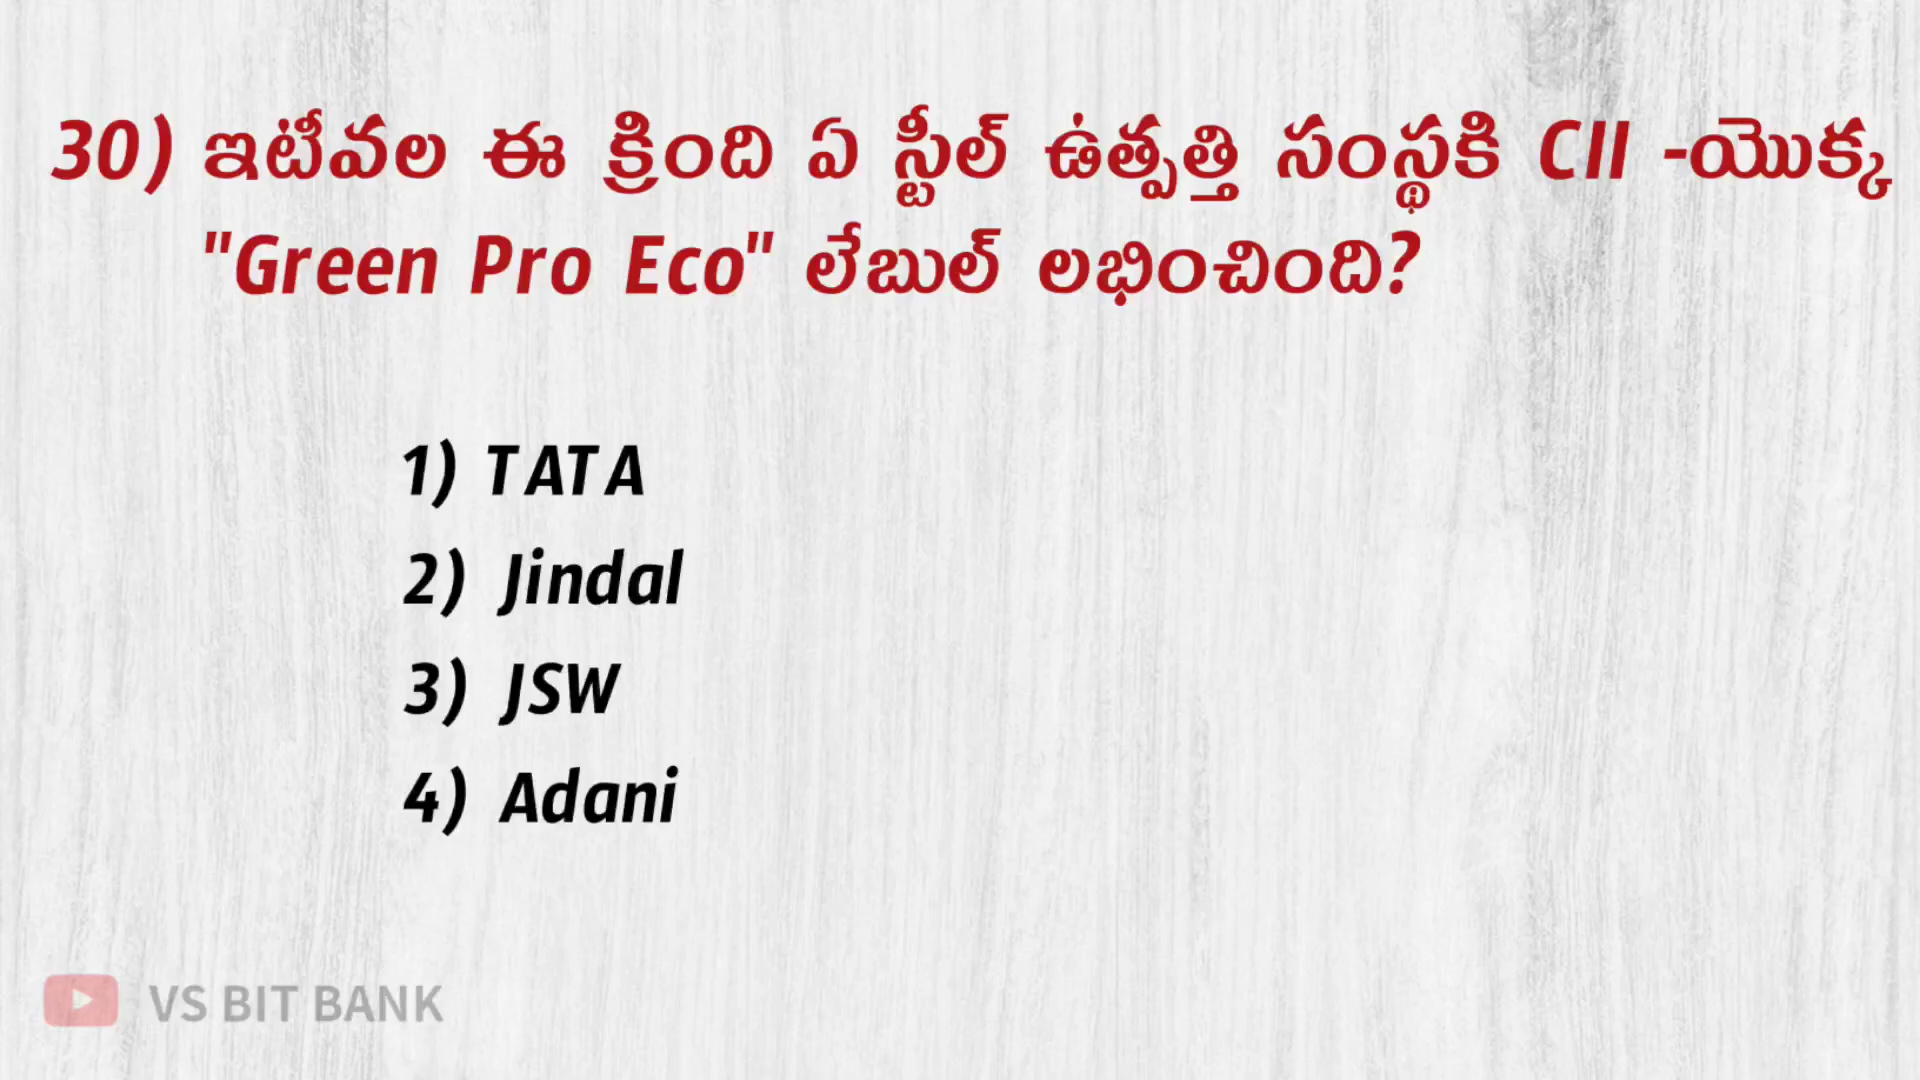 30) ఇటీవల ఈ క్రింది ఏ స్టీల్ ఉత్పత్తి సంస్థకి CII -యొక్క
"Green Pro Eco" లేబుల్ లభించింది?
1) TATA
2) Jindal
3) JSW
4) Adani
VS BIT BANK